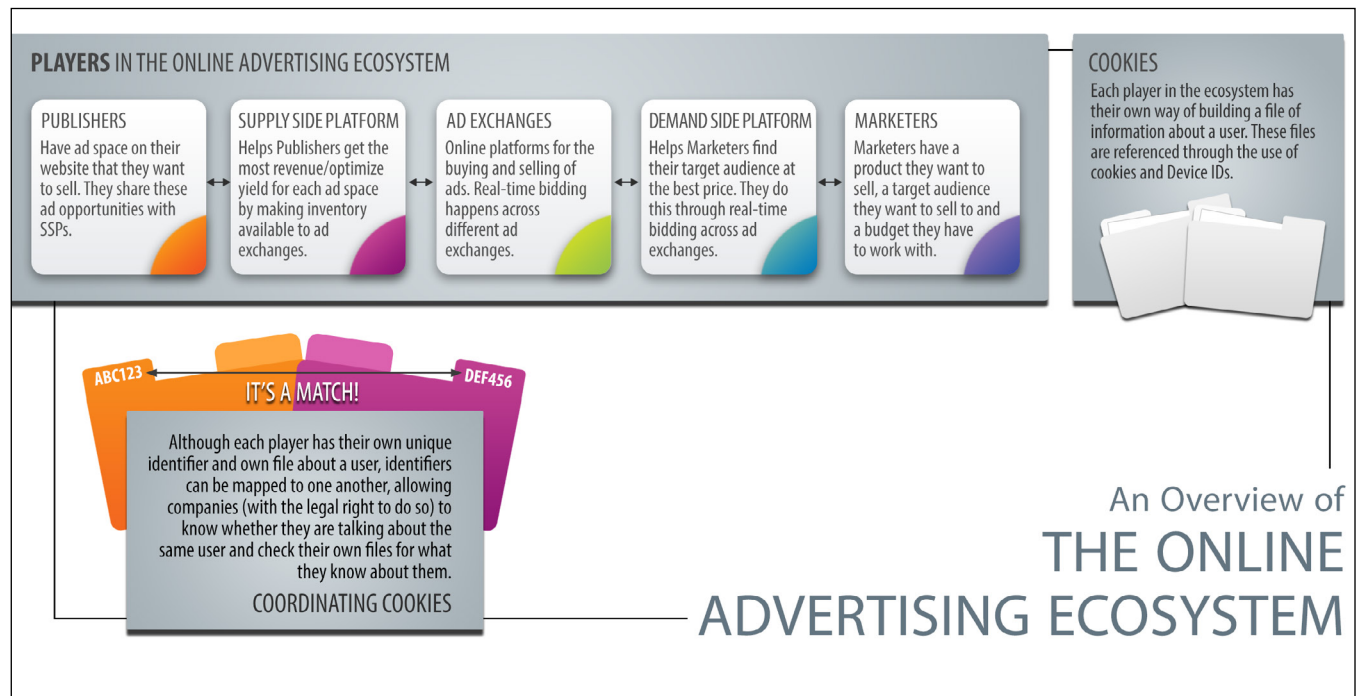 PLAYERS IN THE ONLINE ADVERTISING ECOSYSTEM
PUBLISHERS
Have ad space on their
website that they want
to sell. They share these
ad opportunities with
SSPs.
SUPPLY SIDE PLATFORM
Helps Publishers get the
most revenue/optimize
yield for each ad space
by making inventory
available to ad
exchanges.
AD EXCHANGES
Online platforms for the
buying and selling of
ads. Real-time bidding
happens across
different ad
exchanges.
DEMAND SIDE PLATFORM
Helps Marketers find
their target audience at
the best price. They do
this through real-time
bidding across ad
exchanges.
MARKETERS
Marketers have a
product they want to
sell, a target audience
they want to sell to and
a budget they have
to work with.
COOKIES
Each player in the ecosystem has
their own way of building a file of
information about a user. These files
are referenced through the use of
cookies and Device IDs.
ABC123
DEF456
IT'S A MATCH!
Although each player has their own unique
identifier and own file about a user, identifiers
can be mapped to one another, allowing
companies (with the legal right to do so) to
know whether they are talking about the
same user and check their own files for what
they know about them.
COORDINATING COOKIES
An Overview of
THE ONLINE
ADVERTISING ECOSYSTEM